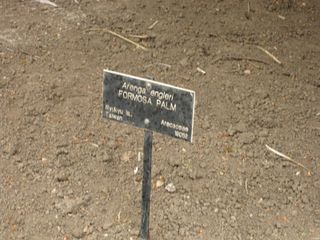 Arenga engleri
FORMOSA PALM
Ryukyu Is.
Taiwan
Arecaceae